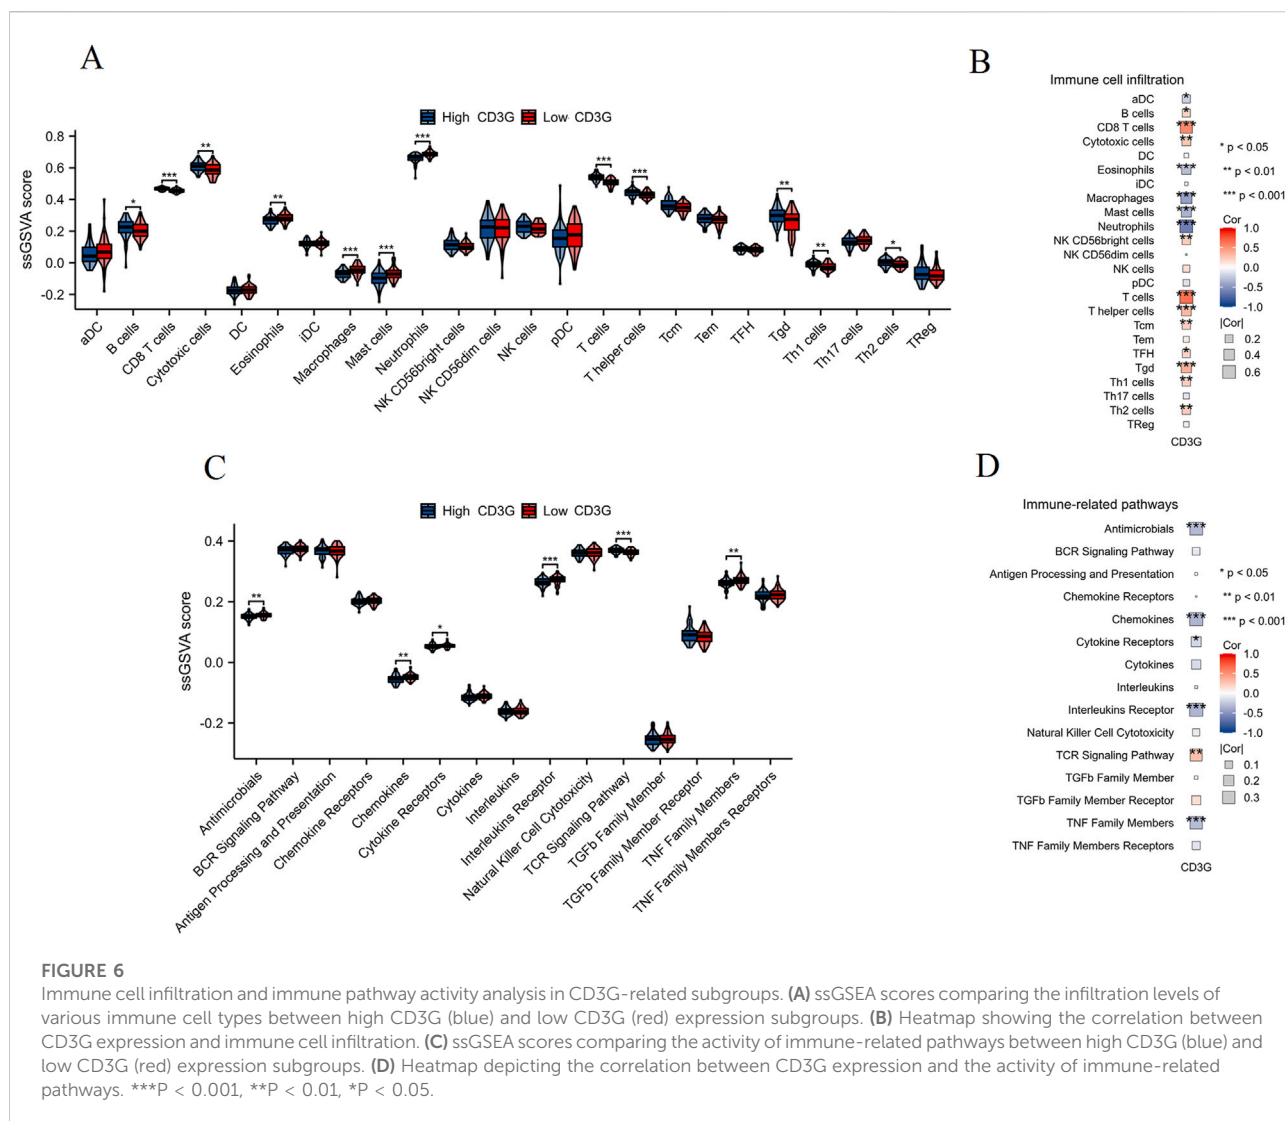 A
High CD3G
Low CD3G
ssGSVA score
0.8
0.6
0.4
0.2
0.0
-0.2
***
**
*
***
**
***
***
***
***
***
**
**
*
aDC
B cells
CD8 T cells
Cytotoxic cells
DC
Eosinophils
iDC
Macrophages
Mast cells
Neutrophils
NK CD56bright cells
NK CD56dim cells
NK cells
pDC
T cells
T helper cells
Tcm
Tem
TFH
Tgd
Th1 cells
Th17 cells
Th2 cells
TReg
B
Immune cell infiltration
aDC *
B cells *
CD8 T cells ***
Cytotoxic cells **
DC
Eosinophils ***
iDC
Macrophages ***
Mast cells ***
Neutrophils ***
NK CD56bright cells **
NK CD56dim cells
NK cells
pDC
T cells ***
T helper cells ***
Tcm **
Tem
TFH *
Tgd ***
Th1 cells **
Th17 cells
Th2 cells **
TReg
CD3G
* p < 0.05
** p < 0.01
*** p < 0.001
Cor
1.0
0.5
0.0
-0.5
-1.0
|Cor|
0.2
0.4
0.6
C
High CD3G
Low CD3G
ssGSVA score
0.4
0.2
0.0
-0.2
**
**
*
***
***
**
Antimicrobials
BCR Signaling Pathway
Antigen Processing and Presentation
Chemokine Receptors
Chemokines
Cytokine Receptors
Cytokines
Interleukins
Interleukins Receptor
Natural Killer Cell Cytotoxicity
TCR Signaling Pathway
TGFb Family Member
TGFb Family Member Receptor
TNF Family Members
TNF Family Members Receptors
D
Immune-related pathways
Antimicrobials ***
BCR Signaling Pathway
Antigen Processing and Presentation
Chemokine Receptors
Chemokines ***
Cytokine Receptors *
Cytokines
Interleukins
Interleukins Receptor ***
Natural Killer Cell Cytotoxicity
TCR Signaling Pathway **
TGFb Family Member
TGFb Family Member Receptor
TNF Family Members ***
TNF Family Members Receptors
CD3G
* p < 0.05
** p < 0.01
*** p < 0.001
Cor
1.0
0.5
0.0
-0.5
-1.0
|Cor|
0.1
0.2
0.3
FIGURE 6
Immune cell infiltration and immune pathway activity analysis in CD3G-related subgroups. (A) ssGSEA scores comparing the infiltration levels of
various immune cell types between high CD3G (blue) and low CD3G (red) expression subgroups. (B) Heatmap showing the correlation between
CD3G expression and immune cell infiltration. (C) ssGSEA scores comparing the activity of immune-related pathways between high CD3G (blue) and
low CD3G (red) expression subgroups. (D) Heatmap depicting the correlation between CD3G expression and the activity of immune-related
pathways. ***P < 0.001, **P < 0.01, *P < 0.05.